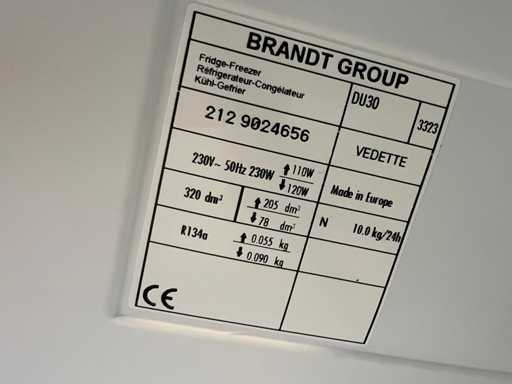 BRANDT GROUP
Fridge-Freezer
Réfrigerateur-Congélateur
Kühl-Gefrier
DU30
3323
212 9024656
VEDETTE
230V~ 50Hz 230W ↑ 110W
↓ 120W
Made in Europe
320 dm³ ↑ 205 dm³
↓ 78 dm³
N 10.0 kg/24h
R134a ↑ 0.055 kg
↓ 0.090 kg
CE